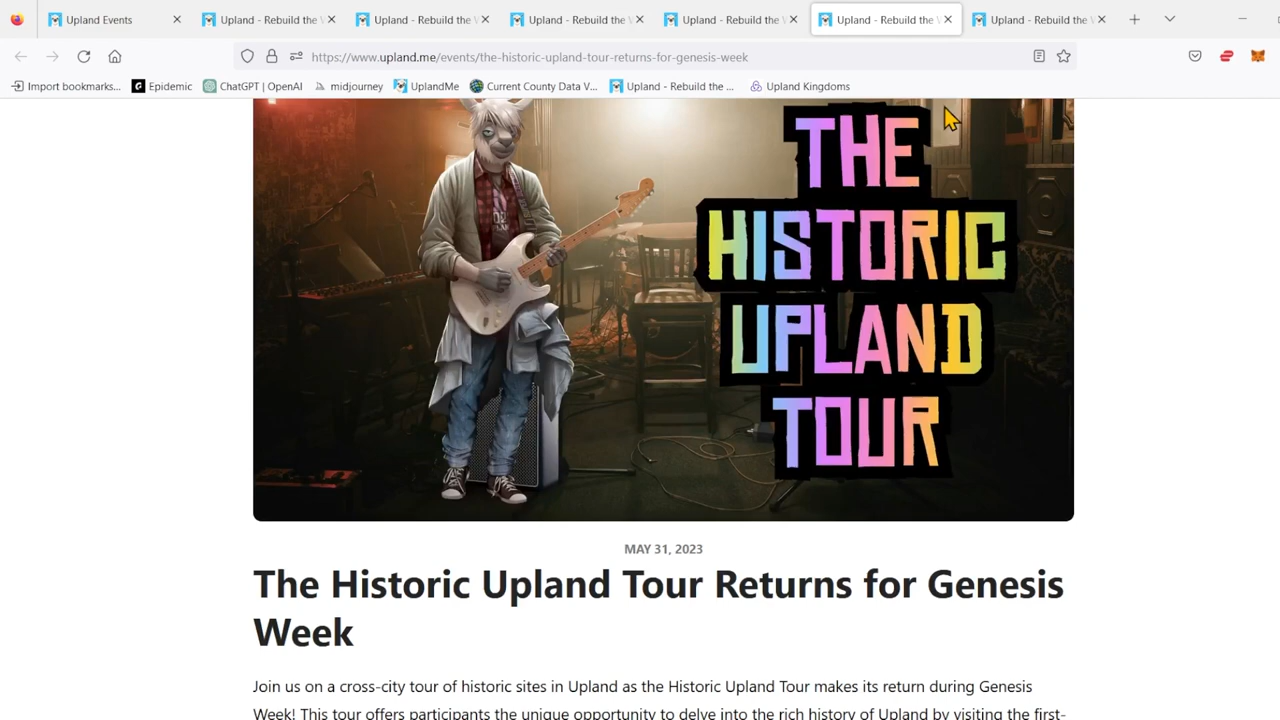 Upland Events
Upland - Rebuild the
Upland - Rebuild the
Upland - Rebuild the
Upland - Rebuild the
Upland - Rebuild the
Upland - Rebuild the
https://www.upland.me/events/the-historic-upland-tour-returns-for-genesis-week
Import bookmarks...
Epidemic
ChatGPT | OpenAI
midjourney
UplandMe
Current County Data V...
Upland - Rebuild the ...
Upland Kingdoms
THE
HISTORIC
UPLAND
TOUR
MAY 31, 2023
The Historic Upland Tour Returns for Genesis
Week
Join us on a cross-city tour of historic sites in Upland as the Historic Upland Tour makes its return during Genesis
Week! This tour offers participants the unique opportunity to delve into the rich history of Upland by visiting the first-